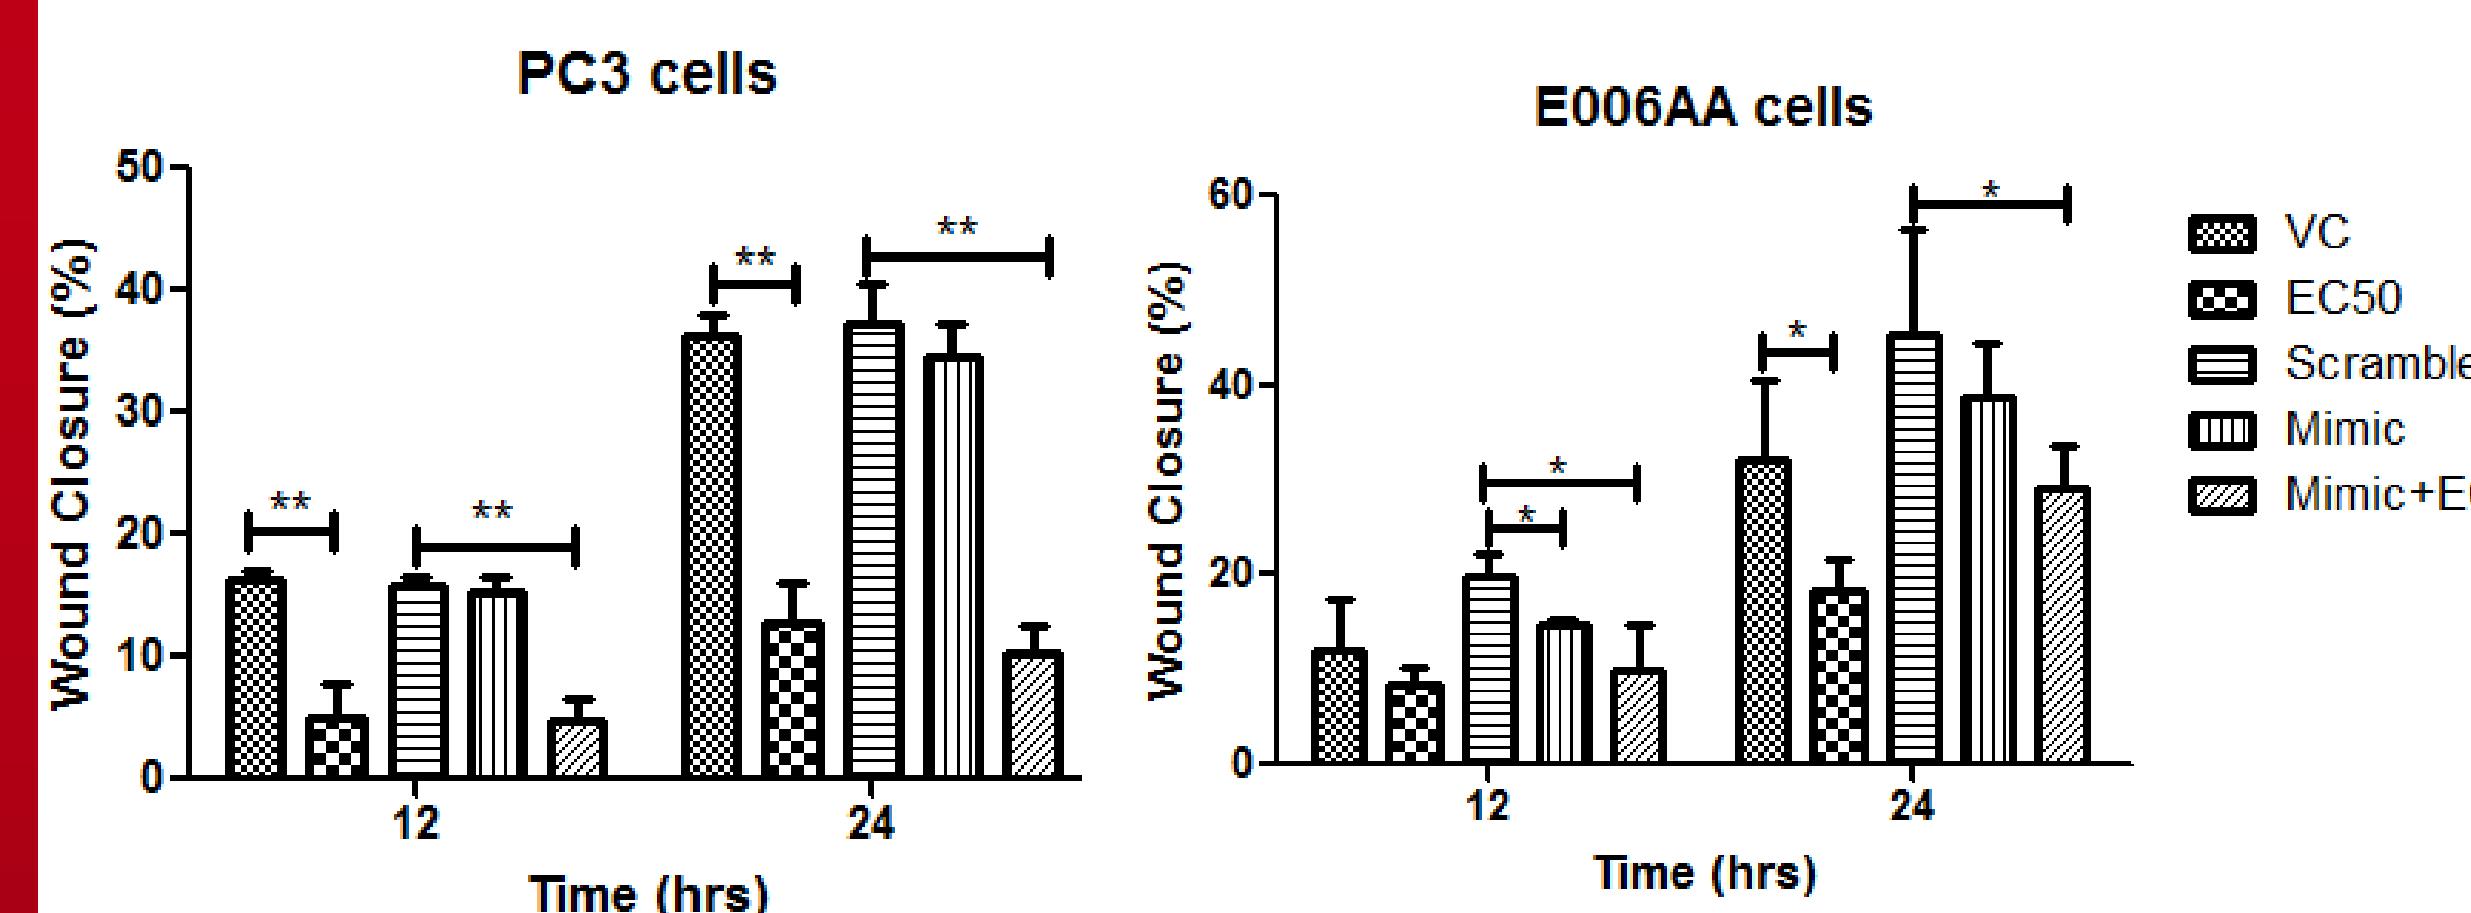 PC3 cells
Wound Closure (%)
50
40
30
20
10
0
**
**
**
**
12
24
Time (hrs)
E006AA cells
Wound Closure (%)
60
40
20
0
*
*
*
*
12
24
Time (hrs)
VC
EC50
Scramble
Mimic